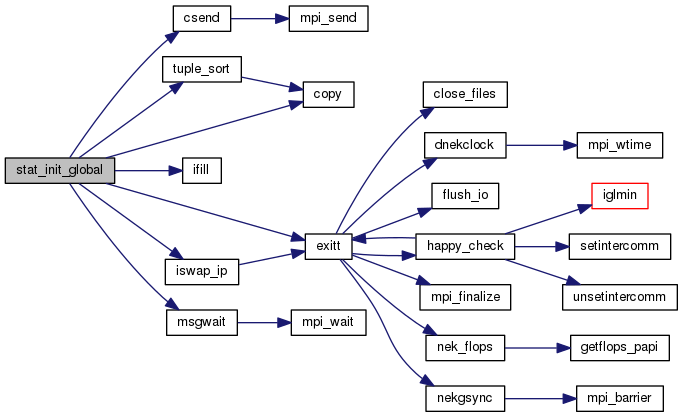 csend
mpi_send
tuple_sort
copy
close_files
dnekclock
mpi_wtime
stat_init_global
ifill
flush_io
iglmin
exitt
happy_check
setintercomm
iswap_ip
mpi_finalize
unsetintercomm
msgwait
mpi_wait
nek_flops
getflops_papi
nekgsync
mpi_barrier